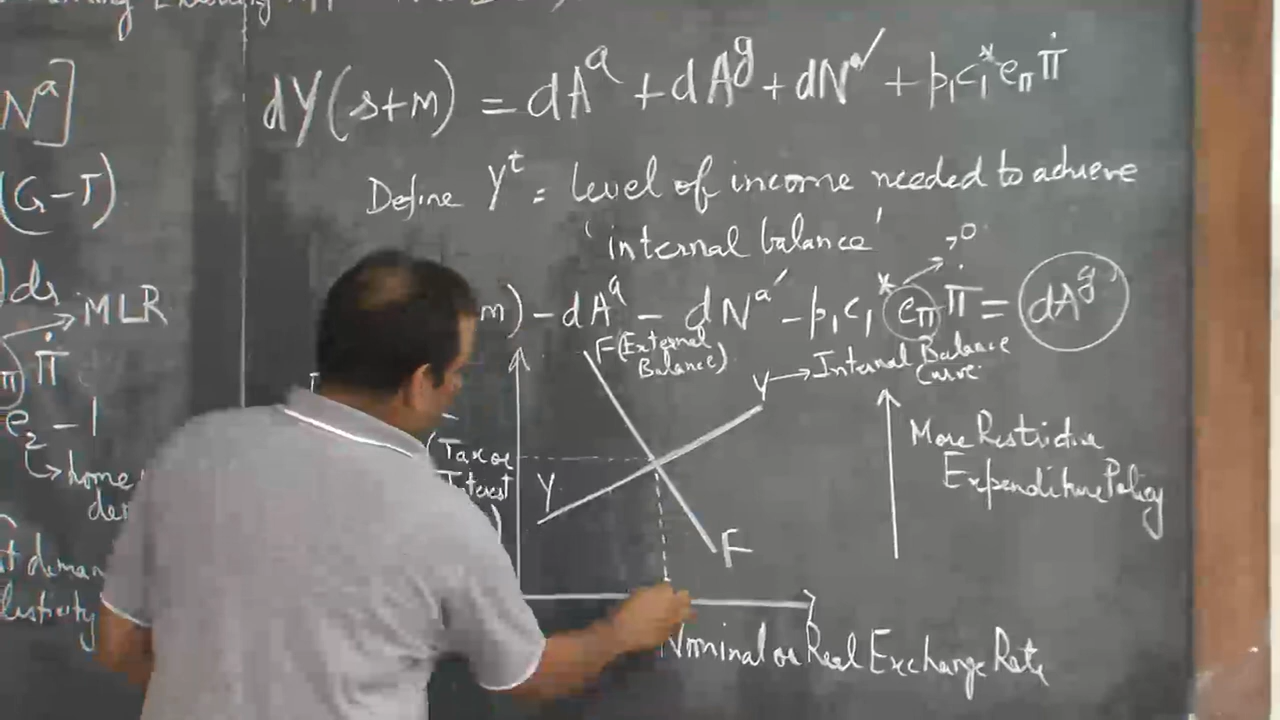 N^a]
(G-T)
ds → MLR
π̇
e₂ - 1
↳ home
dem
demand
elasticity
dY(s+m) = dA^a + dA^g + dN^a′ + p₁c₁* e_π π̇
Define Y^t = level of income needed to achieve
'internal balance'
→0
m) - dA^a - dN^a′ - p₁c₁* e_π π̇ = dA^g
F (External
Balance)
Y → Internal Balance
Curve
(Tax or
Interest
)
Y
F
More Restrictive
Expenditure Policy
Nominal or Real Exchange Rate